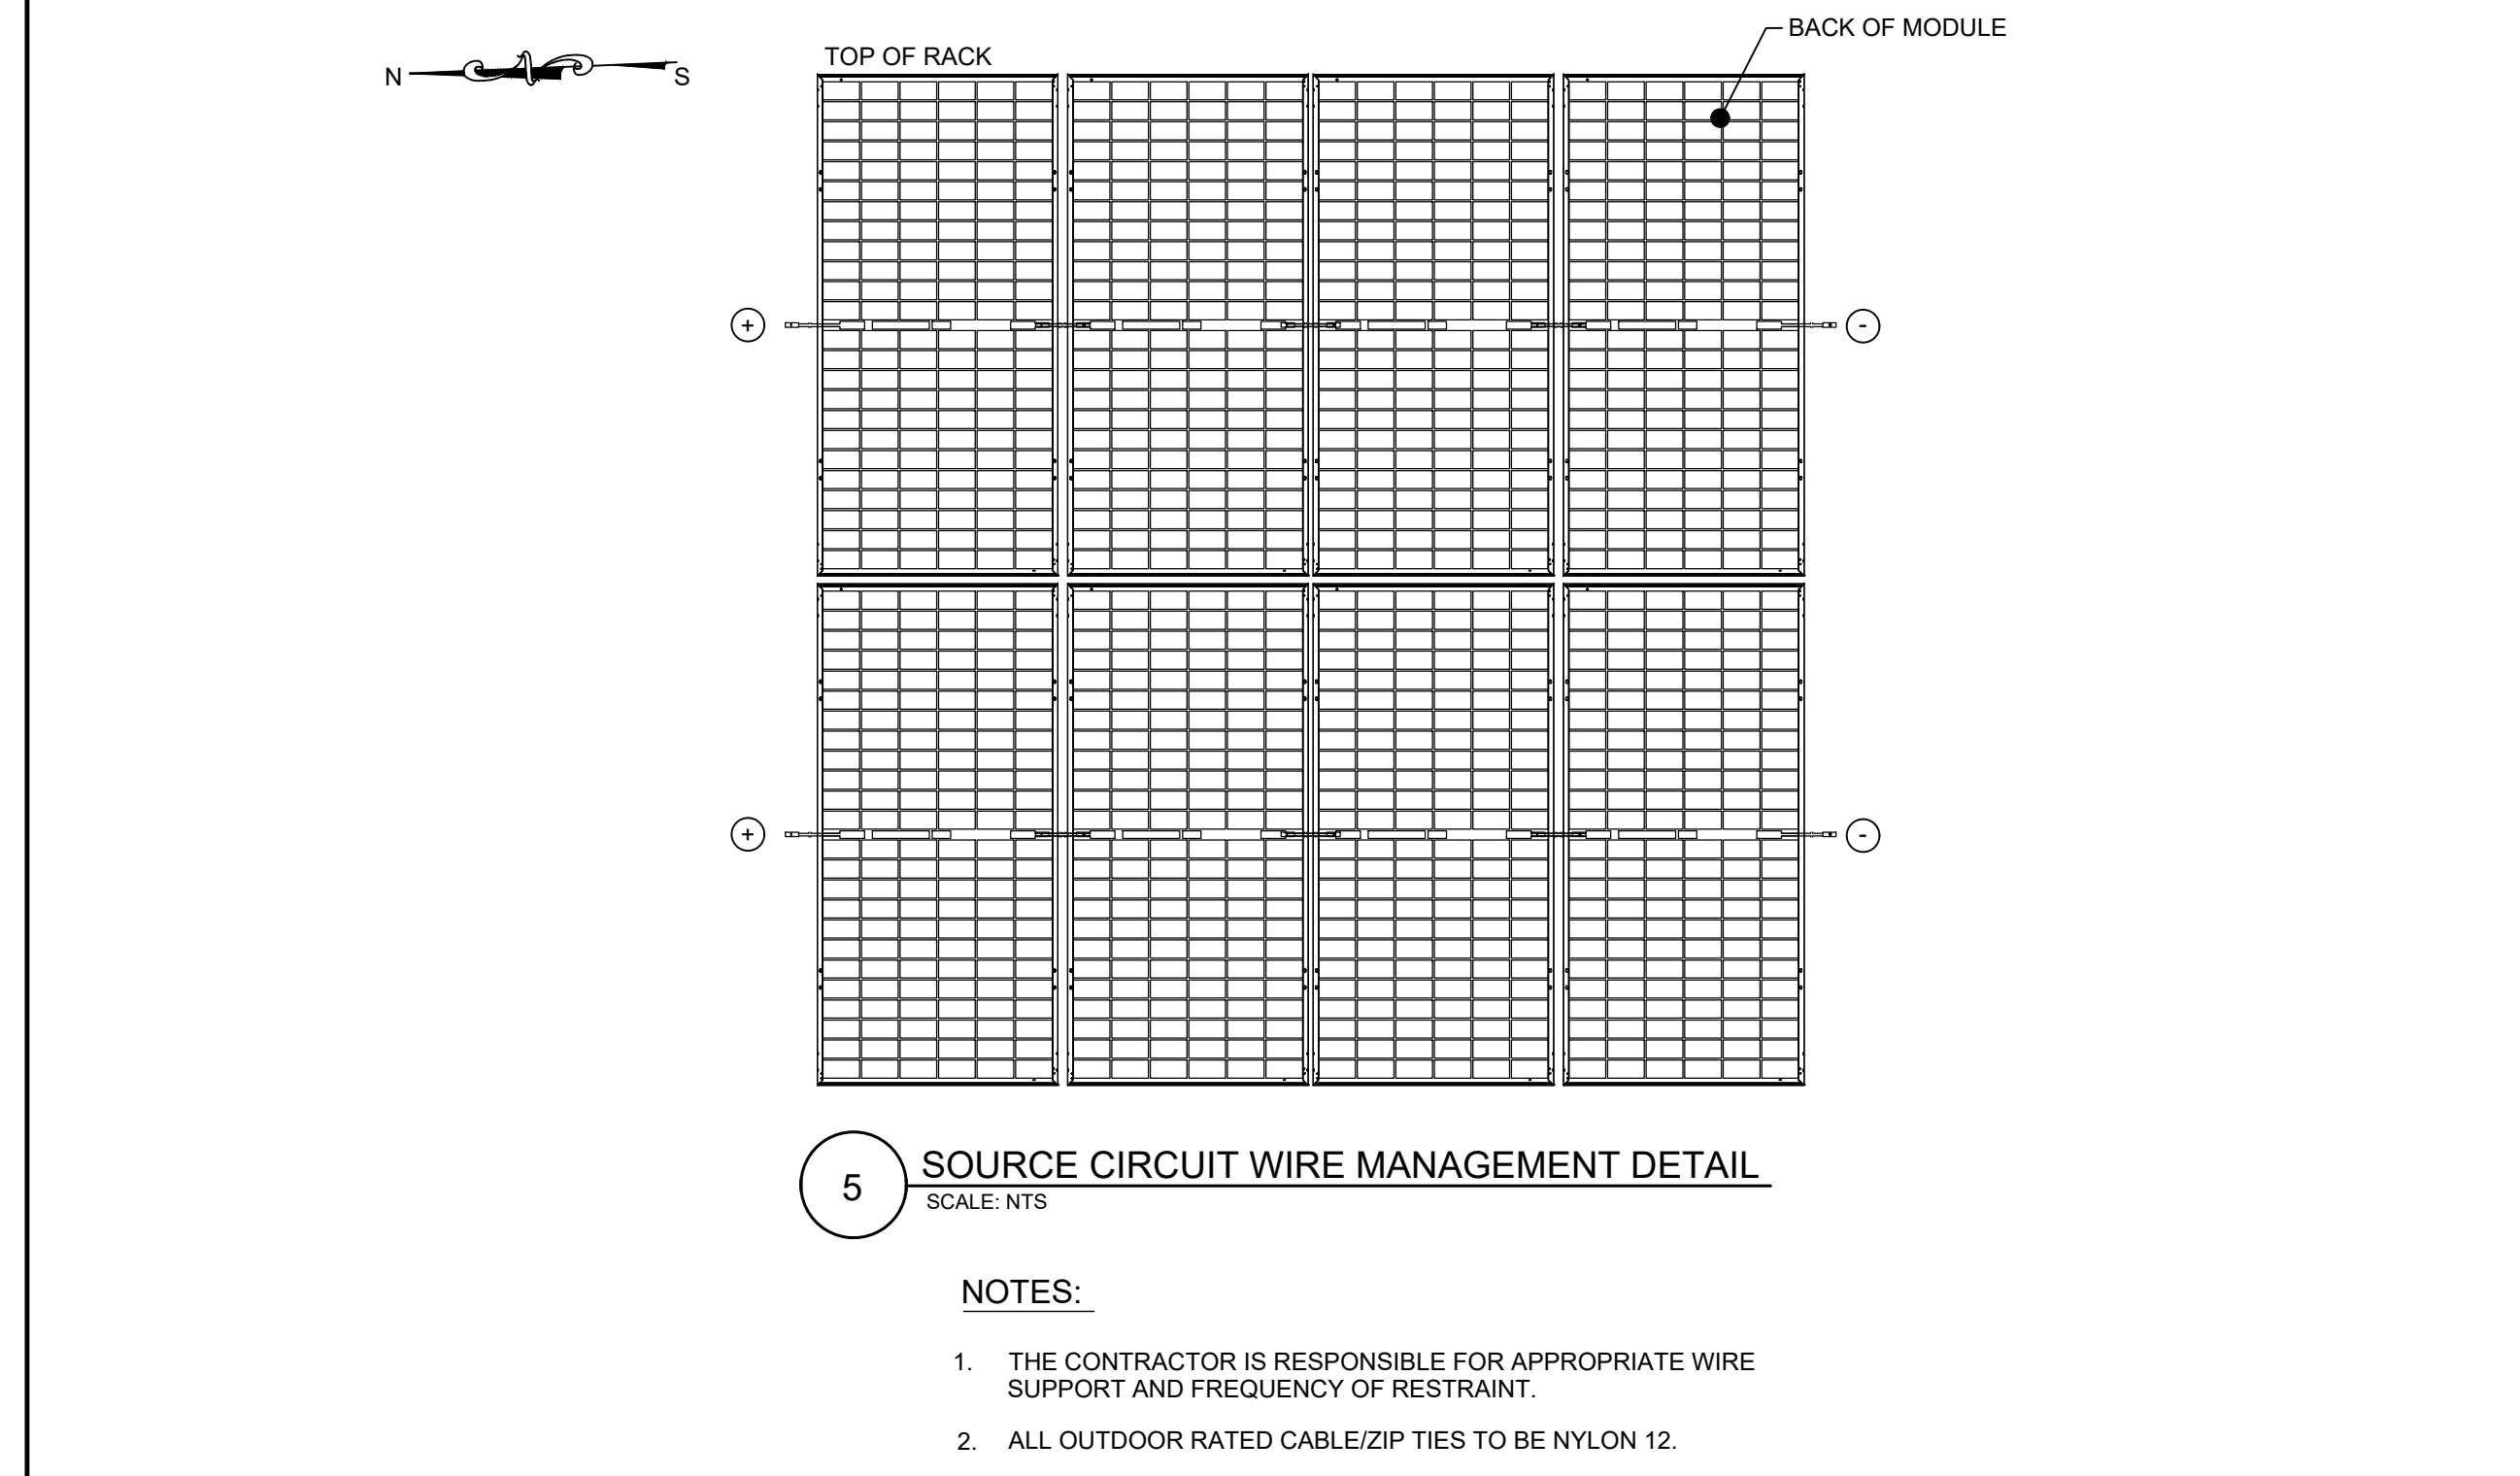 BACK OF MODULE
TOP OF RACK
N S
+ -
+ -
5 SOURCE CIRCUIT WIRE MANAGEMENT DETAIL
SCALE: NTS
NOTES:
1. THE CONTRACTOR IS RESPONSIBLE FOR APPROPRIATE WIRE
SUPPORT AND FREQUENCY OF RESTRAINT.
2. ALL OUTDOOR RATED CABLE/ZIP TIES TO BE NYLON 12.